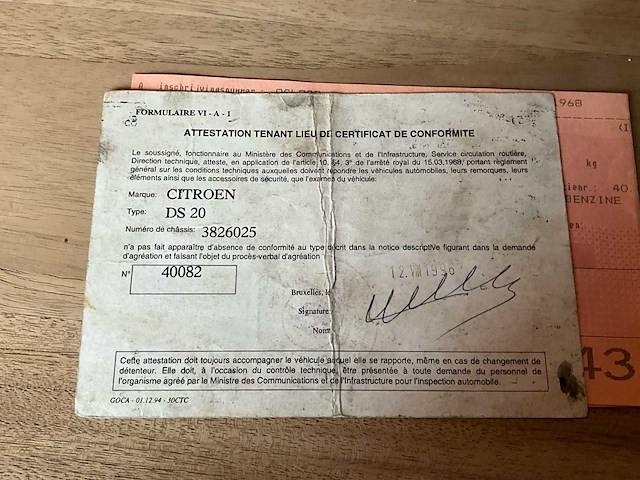 inschrijvingsnummer
1968
FORMULAIRE VI - A - 1
ATTESTATION TENANT LIEU DE CERTIFICAT DE CONFORMITE
Le soussigné, fonctionnaire au Ministère des Communications et de l'Infrastructure, Service circulation routière,
Direction technique, atteste, en application de l'article 10, §4, 3° de l'arrêté royal du 15.03.1968, portant règlement
général sur les conditions techniques auxquelles doivent répondre les véhicules automobiles, leurs remorques, leurs
éléments ainsi que les accessoires de sécurité, que l'examen du véhicule:
kg
Marque: CITROEN
40
Type: DS 20
BENZINE
Numéro de châssis: 3826025
n'a pas fait apparaître d'absence de conformité au type décrit dans la notice descriptive figurant dans la demande
d'agréation et faisant l'objet du procès-verbal d'agréation
N° 40082
12. VIII 1996
Bruxelles, le
Signature
Nom
43
Cette attestation doit toujours accompagner le véhicule auquel elle se rapporte, même en cas de changement de
détenteur. Elle doit, à l'occasion du contrôle technique, être présentée à toute demande du personnel de
l'organisme agréé par le Ministre des Communications et de l'Infrastructure pour l'inspection automobile.
GOCA - 01.12.94 - 30CTC